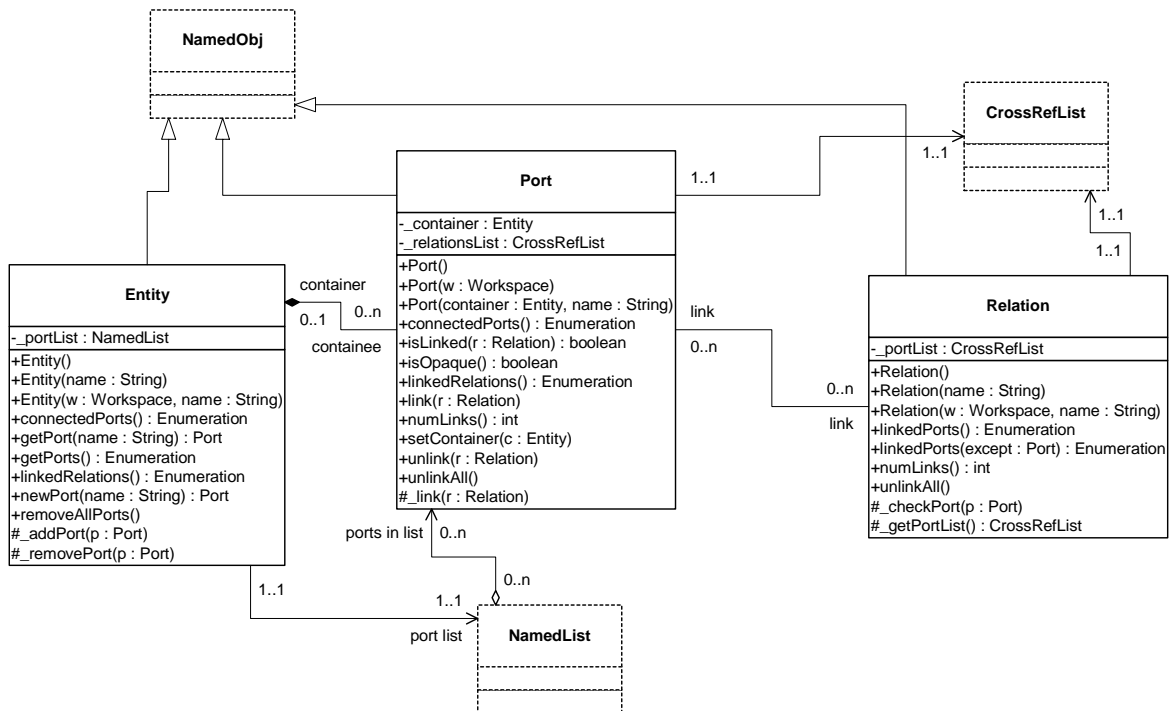 NamedObj
CrossRefList
1..1
1..1
1..1
1..1
Port
-_container : Entity
-_relationsList : CrossRefList
+Port()
+Port(w : Workspace)
+Port(container : Entity, name : String)
+connectedPorts() : Enumeration
+isLinked(r : Relation) : boolean
+isOpaque() : boolean
+linkedRelations() : Enumeration
+link(r : Relation)
+numLinks() : int
+setContainer(c : Entity)
+unlink(r : Relation)
+unlinkAll()
#_link(r : Relation)
container
0..1
0..n
containee
Entity
-_portList : NamedList
+Entity()
+Entity(name : String)
+Entity(w : Workspace, name : String)
+connectedPorts() : Enumeration
+getPort(name : String) : Port
+getPorts() : Enumeration
+linkedRelations() : Enumeration
+newPort(name : String) : Port
+removeAllPorts()
#_addPort(p : Port)
#_removePort(p : Port)
link
0..n
0..n
link
Relation
-_portList : CrossRefList
+Relation()
+Relation(name : String)
+Relation(w : Workspace, name : String)
+linkedPorts() : Enumeration
+linkedPorts(except : Port) : Enumeration
+numLinks() : int
+unlinkAll()
#_checkPort(p : Port)
#_getPortList() : CrossRefList
ports in list
0..n
0..n
1..1
1..1
port list
NamedList